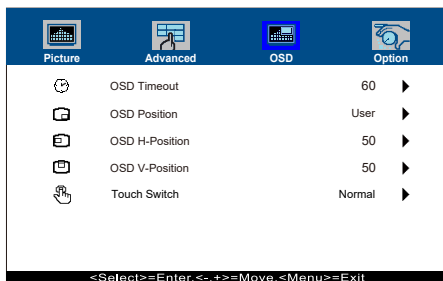 Picture Advanced OSD Option
OSD Timeout 60
OSD Position User
OSD H-Position 50
OSD V-Position 50
Touch Switch Normal
<Select>=Enter,<-,+>=Move,<Menu>=Exit